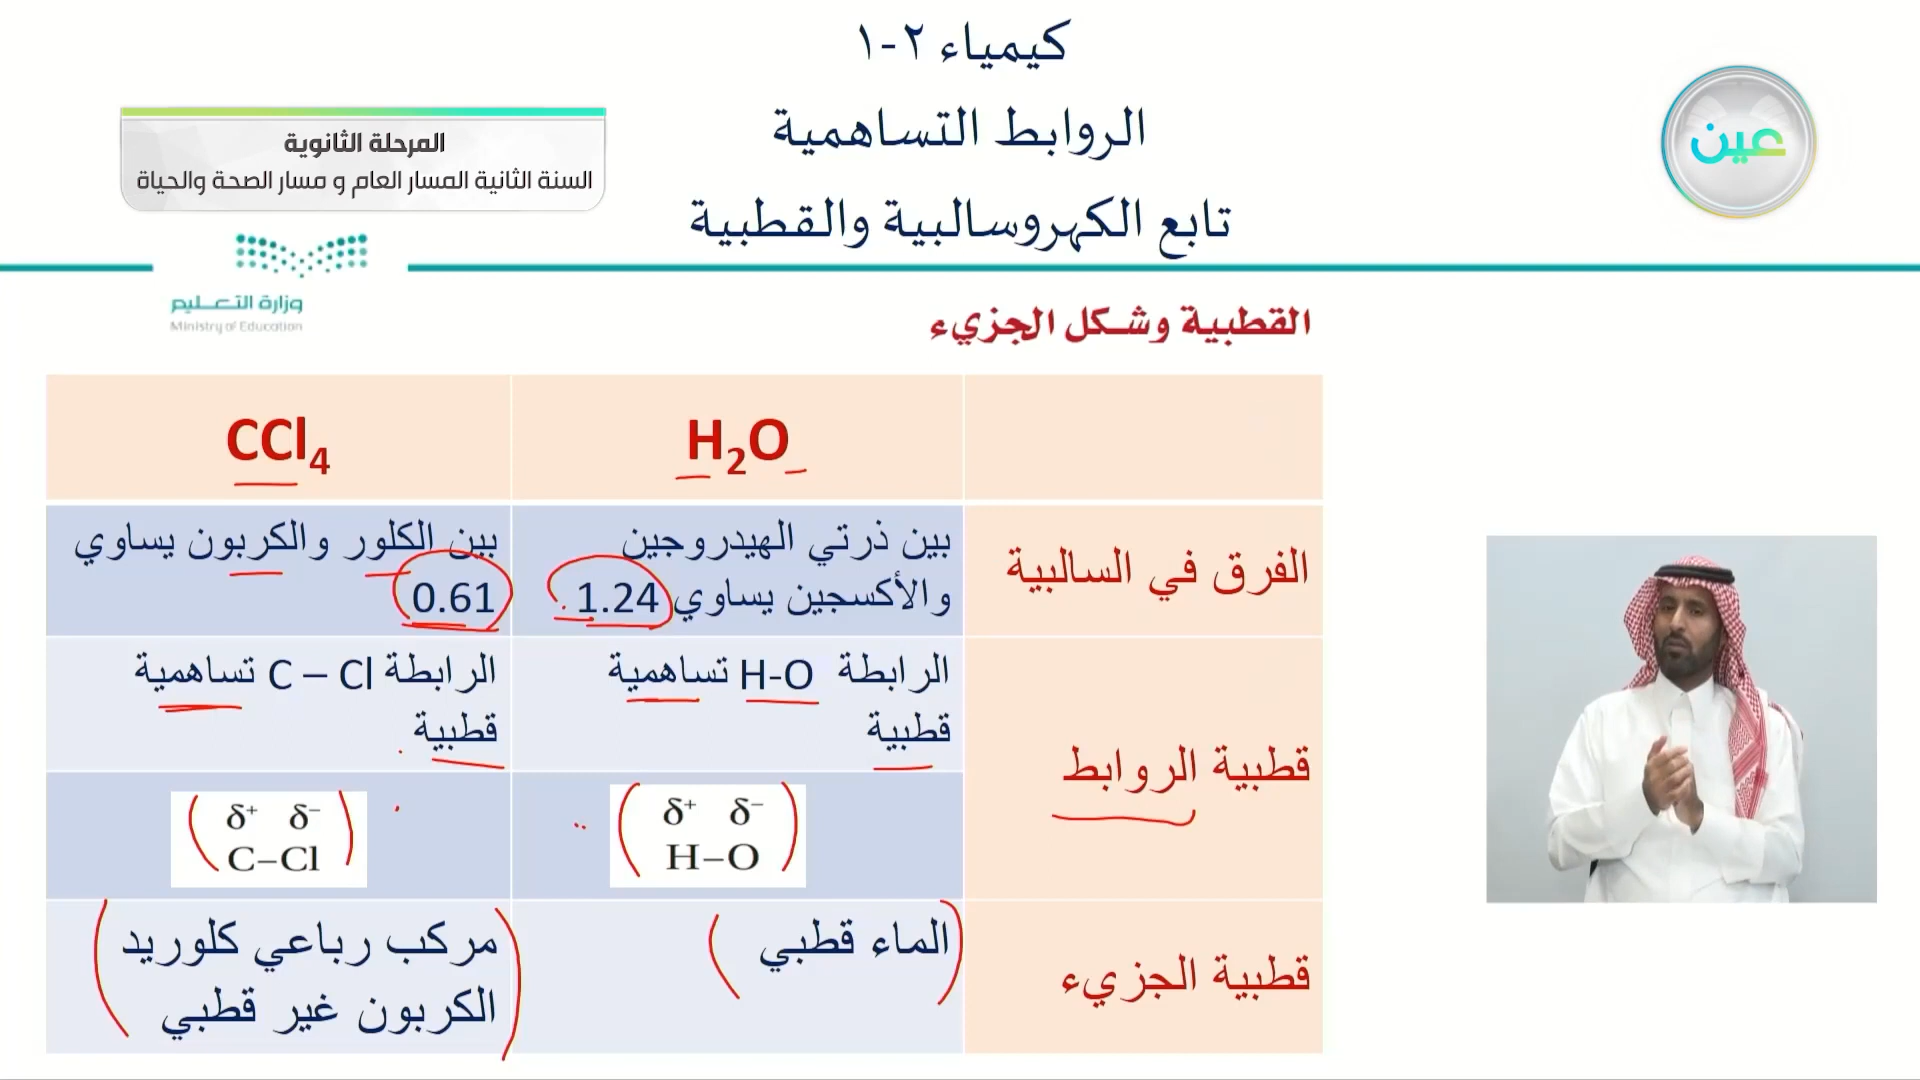 كيمياء ٢-١
الروابط التساهمية
تابع الكهروسالبية والقطبية
عين
المرحلة الثانوية
السنة الثانية المسار العام و مسار الصحة والحياة
وزارة التعليم
Ministry of Education
القطبية وشكل الجزيء
H₂O
CCl₄
الفرق في السالبية
بين ذرتي الهيدروجين
والأكسجين يساوي 1.24
بين الكلور والكربون يساوي
0.61
قطبية الروابط
الرابطة H-O تساهمية
قطبية
الرابطة C – Cl تساهمية
قطبية
δ⁺ δ⁻
H–O
δ⁺ δ⁻
C–Cl
قطبية الجزيء
الماء قطبي
مركب رباعي كلوريد
الكربون غير قطبي